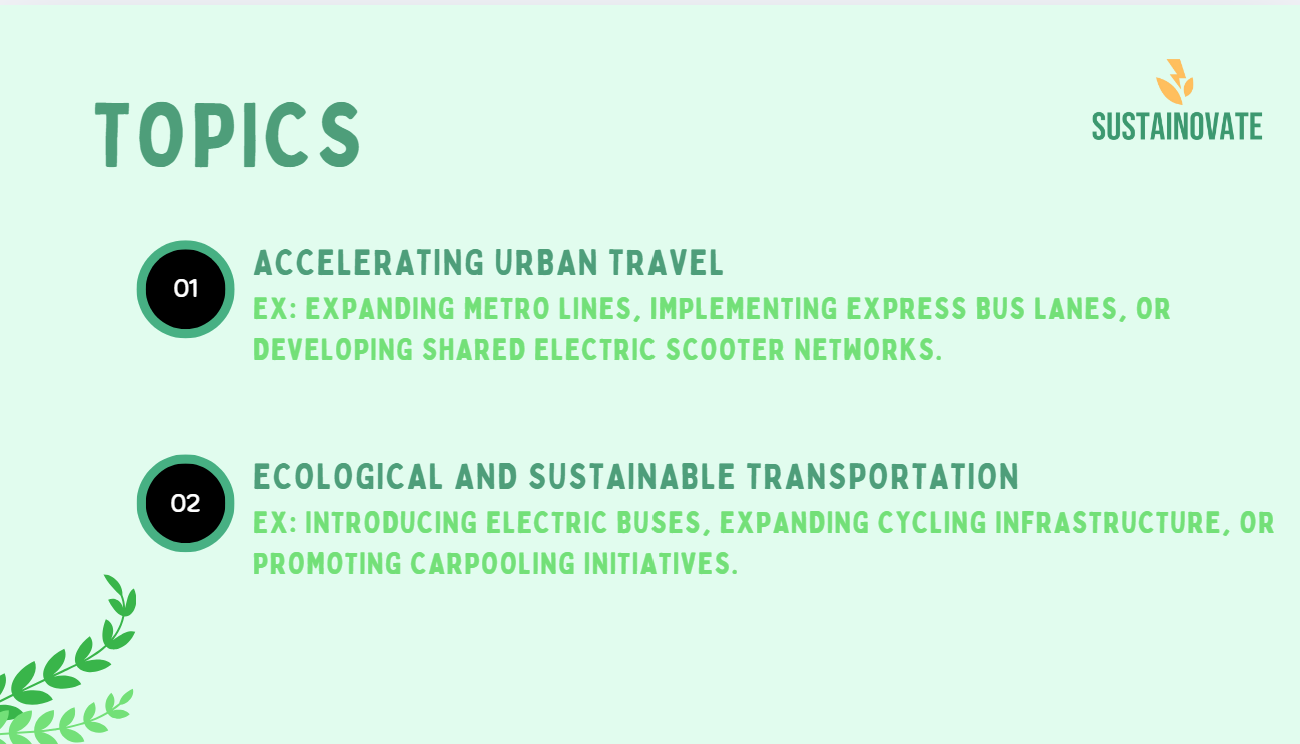 SUSTAINOVATE
TOPICS
01
ACCELERATING URBAN TRAVEL
EX: EXPANDING METRO LINES, IMPLEMENTING EXPRESS BUS LANES, OR
DEVELOPING SHARED ELECTRIC SCOOTER NETWORKS.
02
ECOLOGICAL AND SUSTAINABLE TRANSPORTATION
EX: INTRODUCING ELECTRIC BUSES, EXPANDING CYCLING INFRASTRUCTURE, OR
PROMOTING CARPOOLING INITIATIVES.